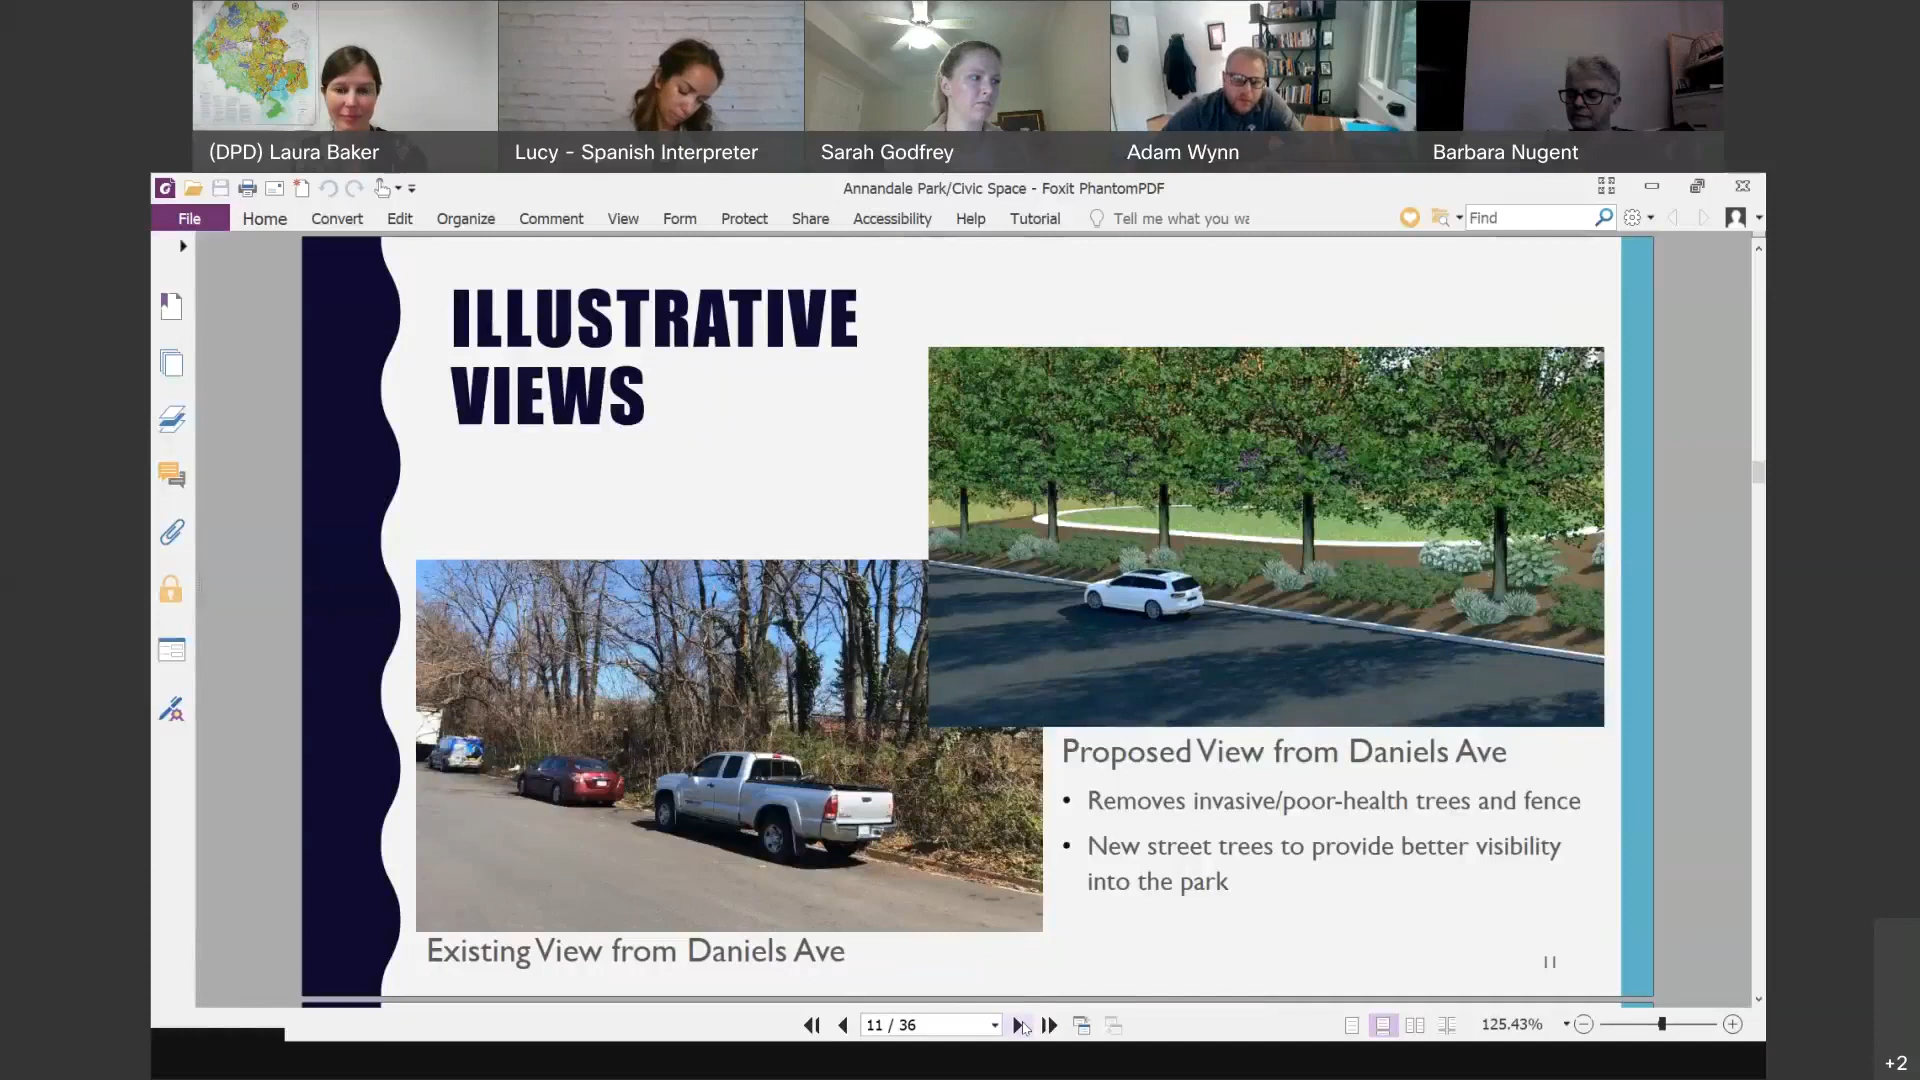 (DPD) Laura Baker
Lucy - Spanish Interpreter
Sarah Godfrey
Adam Wynn
Barbara Nugent
Annandale Park/Civic Space - Foxit PhantomPDF
File Home Convert Edit Organize Comment View Form Protect Share Accessibility Help Tutorial Tell me what you wa Find
ILLUSTRATIVE
VIEWS
Proposed View from Daniels Ave
• Removes invasive/poor-health trees and fence
• New street trees to provide better visibility
into the park
Existing View from Daniels Ave
11
11 / 36
125.43%
+2